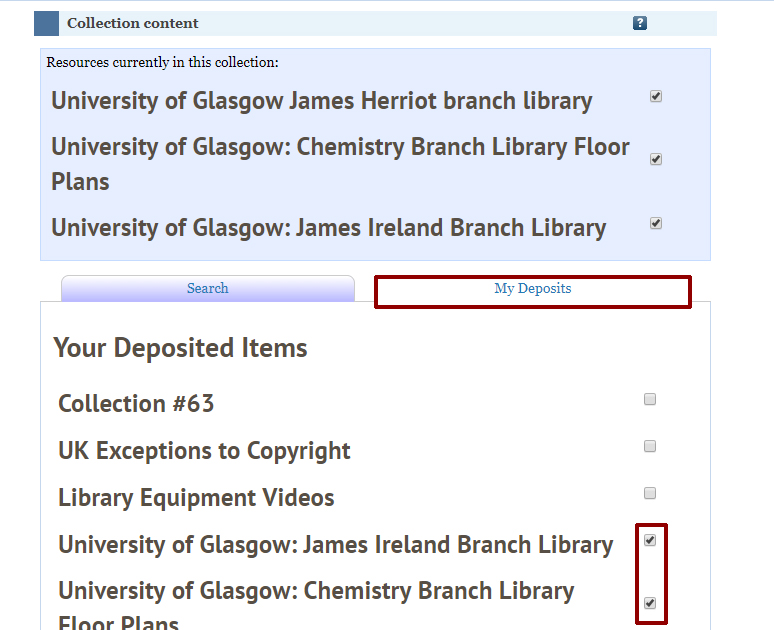 Collection content
?
Resources currently in this collection:
University of Glasgow James Herriot branch library
University of Glasgow: Chemistry Branch Library Floor
Plans
University of Glasgow: James Ireland Branch Library
Search
My Deposits
Your Deposited Items
Collection #63
UK Exceptions to Copyright
Library Equipment Videos
University of Glasgow: James Ireland Branch Library
University of Glasgow: Chemistry Branch Library
Floor Plans